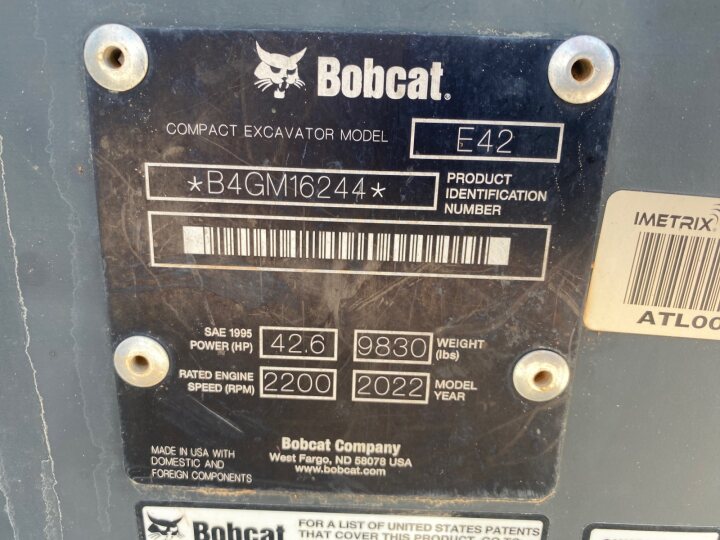 Bobcat®
COMPACT EXCAVATOR MODEL E42
*B4GM16244*
PRODUCT
IDENTIFICATION
NUMBER
SAE 1995
POWER (HP) 42.6
9830 WEIGHT
(lbs)
RATED ENGINE
SPEED (RPM) 2200
2022 MODEL
YEAR
MADE IN USA WITH
DOMESTIC AND
FOREIGN COMPONENTS
Bobcat Company
West Fargo, ND 58078 USA
www.bobcat.com
IMETRIX
ATL00
Bobcat
FOR A LIST OF UNITED STATES PATENTS
THAT COVER THIS PRODUCT, GO TO